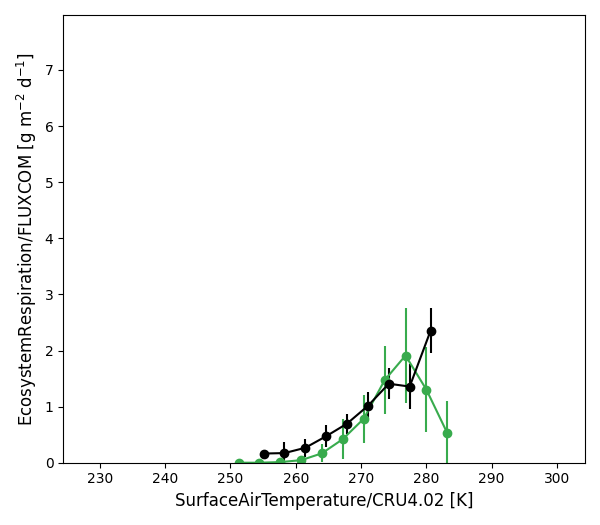 EcosystemRespiration/FLUXCOM [g m⁻² d⁻¹]
7
6
5
4
3
2
1
0
230 240 250 260 270 280 290 300
SurfaceAirTemperature/CRU4.02 [K]